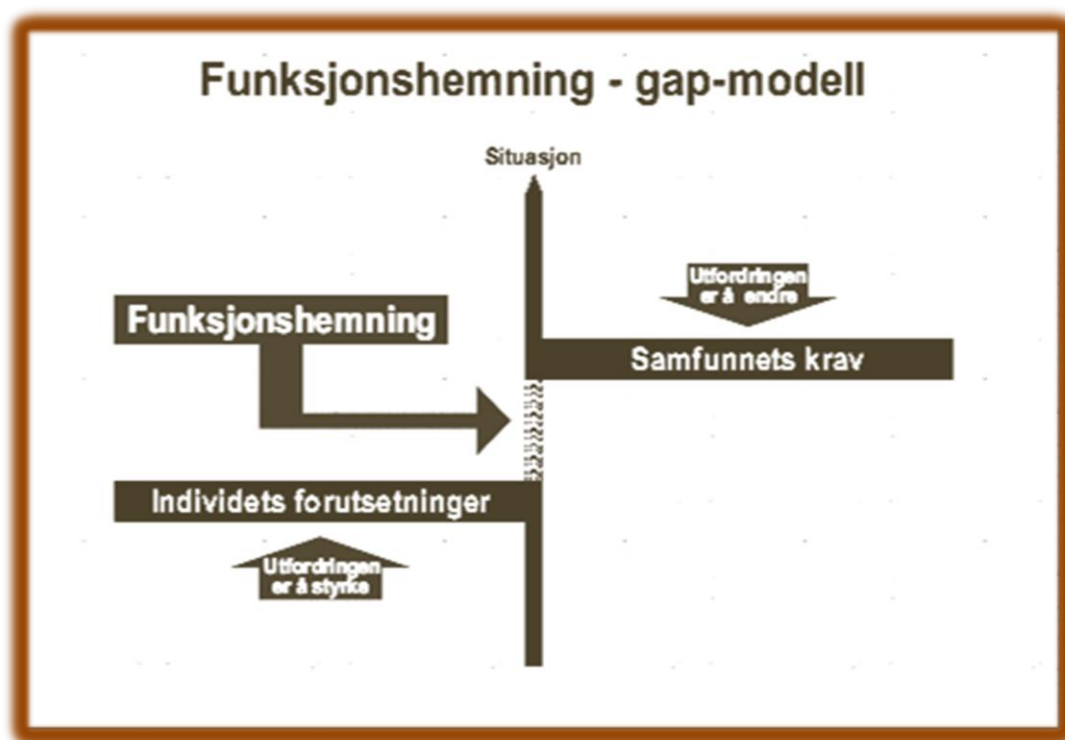 Funksjonshemning - gap-modell
Situasjon
Utfordringen
er å endre
Funksjonshemning
Samfunnets krav
Individets forutsetninger
Utfordringen
er å styrke